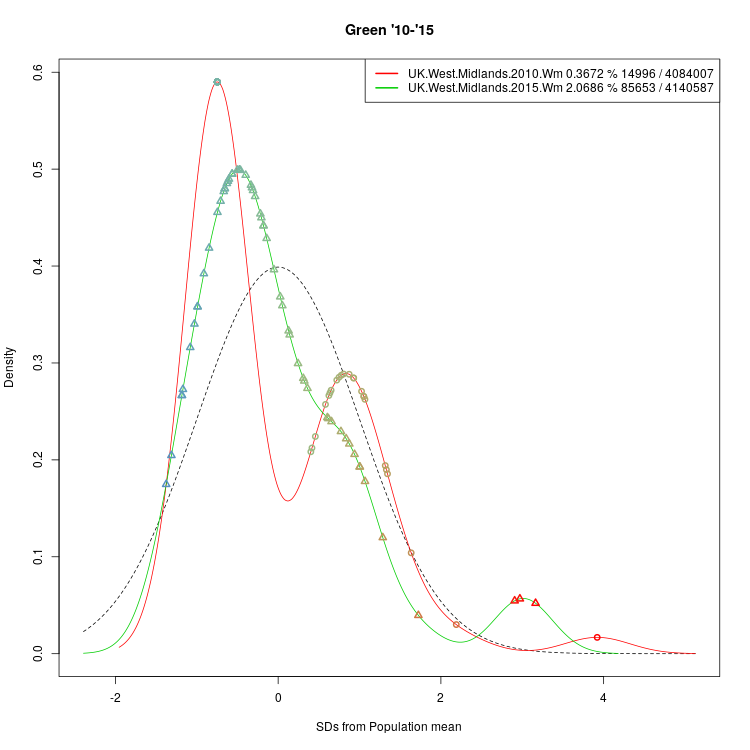 Green '10-'15
UK.West.Midlands.2010.Wm 0.3672 % 14996 / 4084007
UK.West.Midlands.2015.Wm 2.0686 % 85653 / 4140587
Density
0.6
0.5
0.4
0.3
0.2
0.1
0.0
-2 0 2 4
SDs from Population mean